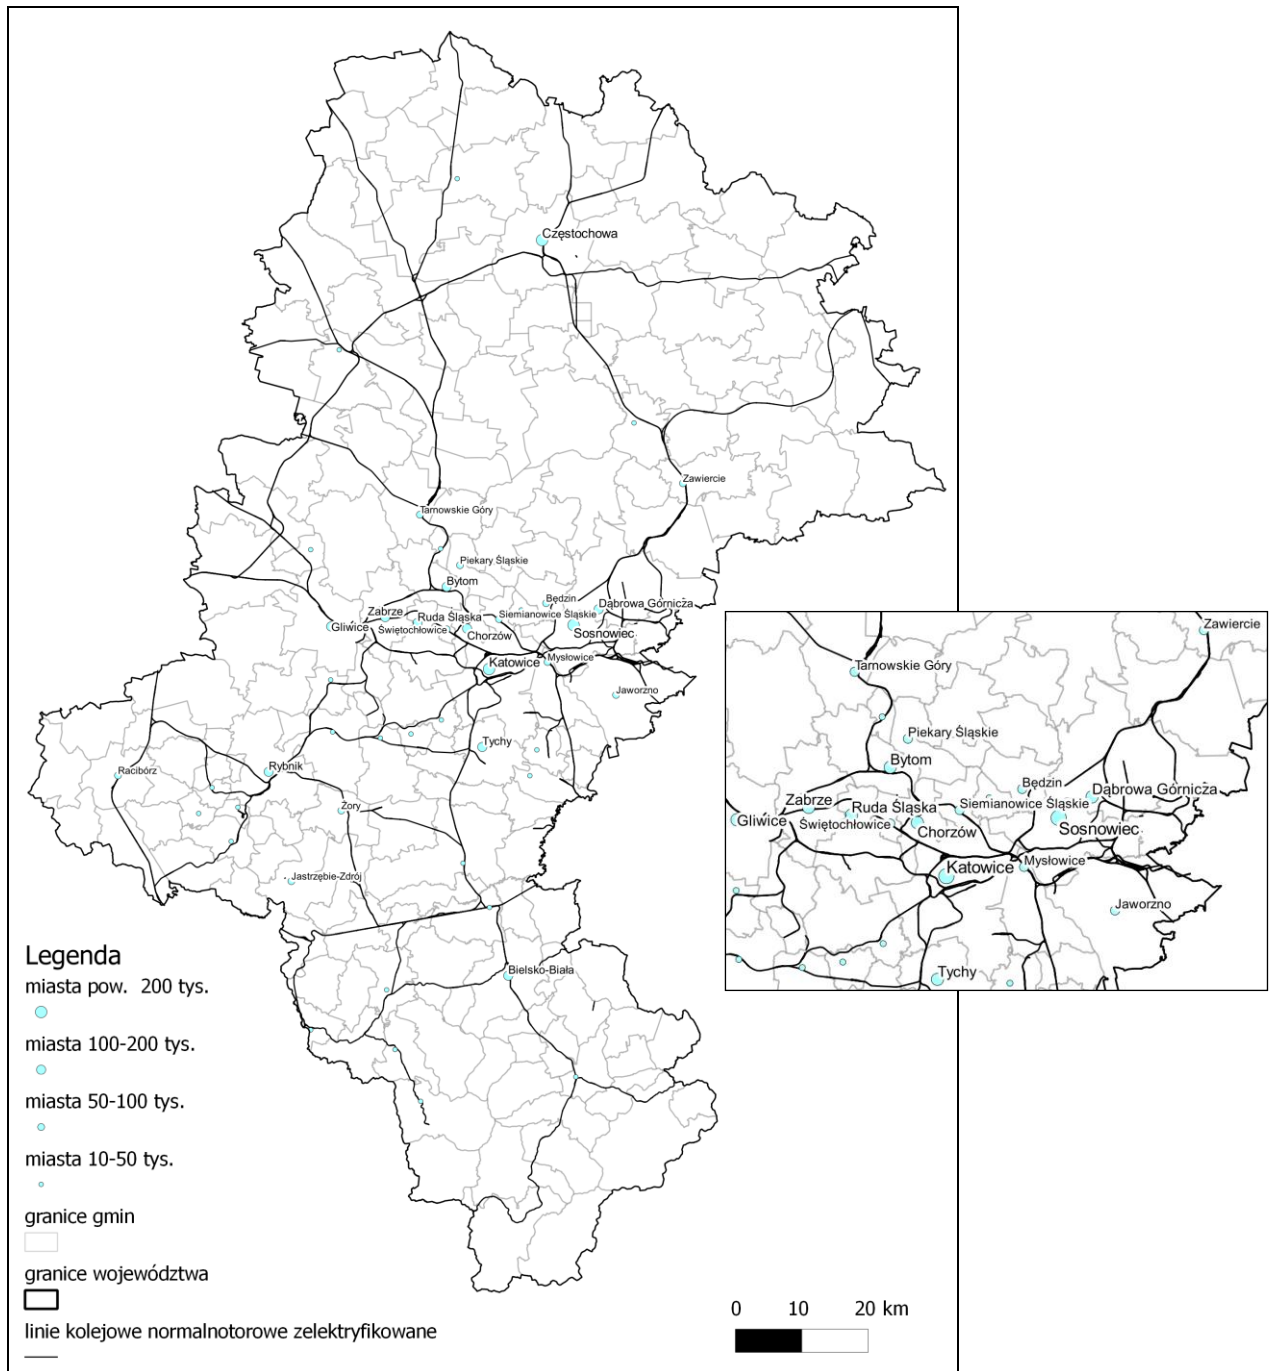 Częstochowa
Zawiercie
Tarnowskie Góry
Piekary Śląskie
Bytom
Będzin
Zabrze
Ruda Śląska
Siemianowice Śląskie
Dąbrowa Górnicza
Gliwice
Świętochłowice
Chorzów
Sosnowiec
Katowice
Mysłowice
Jaworzno
Tychy
Racibórz
Rybnik
Żory
Jastrzębie-Zdrój
Bielsko-Biała
Zawiercie
Tarnowskie Góry
Piekary Śląskie
Bytom
Będzin
Zabrze
Ruda Śląska
Siemianowice Śląskie
Dąbrowa Górnicza
Gliwice
Świętochłowice
Chorzów
Sosnowiec
Katowice
Mysłowice
Jaworzno
Tychy
Legenda
miasta pow. 200 tys.
miasta 100-200 tys.
miasta 50-100 tys.
miasta 10-50 tys.
granice gmin
granice województwa
linie kolejowe normalnotorowe zelektryfikowane
0 10 20 km